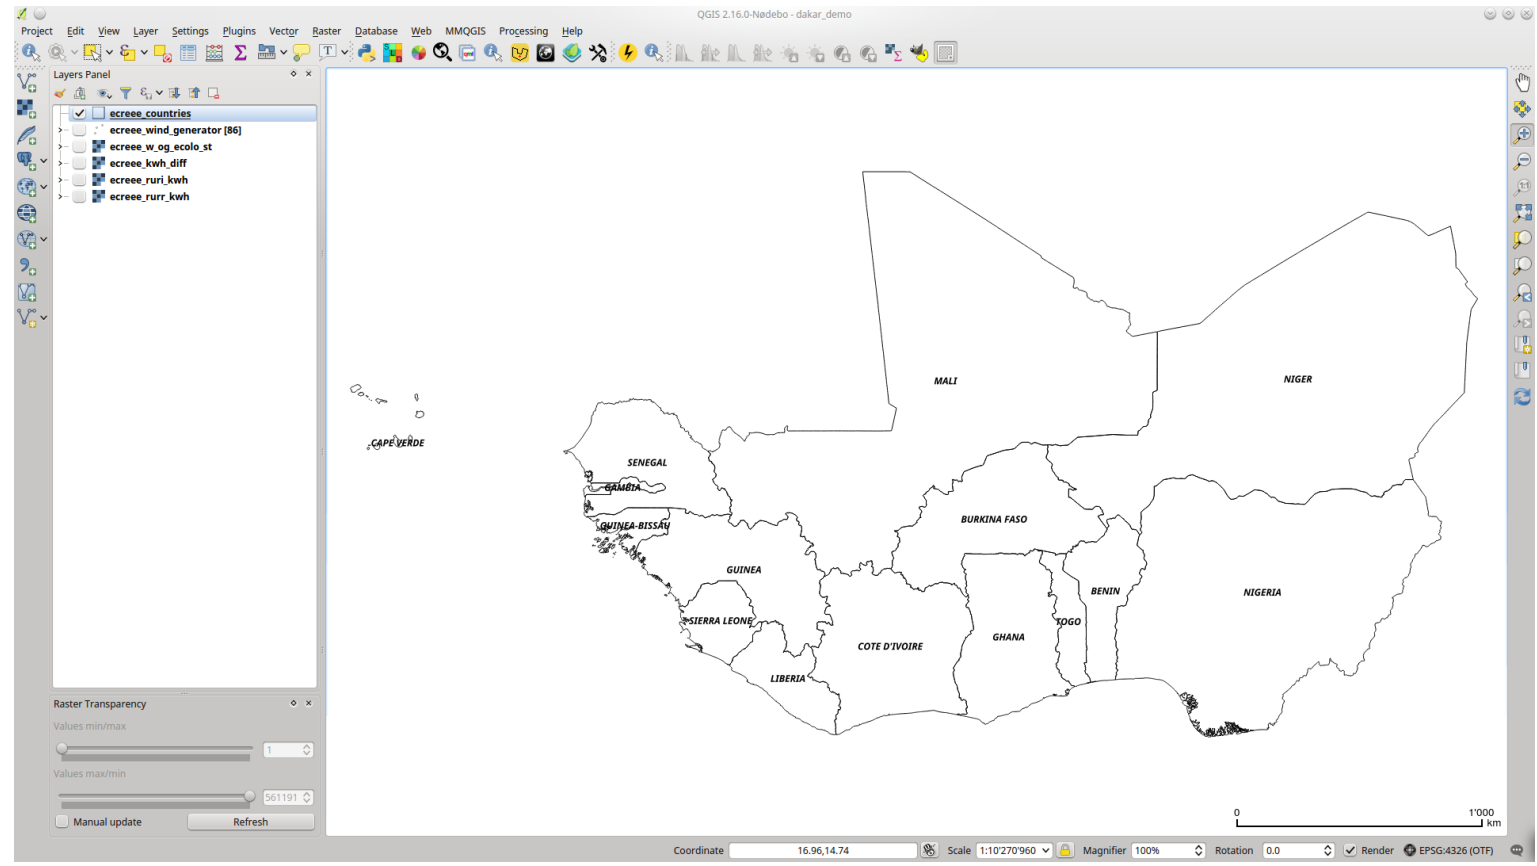 QGIS 2.16.0-Nødebo - dakar_demo
Project Edit View Layer Settings Plugins Vector Raster Database Web MMQGIS Processing Help
Layers Panel
ecreee_countries
ecreee_wind_generator [86]
ecreee_w_og_ecolo_st
ecreee_kwh_diff
ecreee_ruri_kwh
ecreee_rurr_kwh
MALI
NIGER
CAPE VERDE
SENEGAL
GAMBIA
GUINEA-BISSAU
BURKINA FASO
GUINEA
BENIN
NIGERIA
SIERRA LEONE
TOGO
GHANA
COTE D'IVOIRE
LIBERIA
Raster Transparency
Values min/max
1
Values max/min
561191
Manual update
Refresh
0 1'000
km
Coordinate 16.96,14.74 Scale 1:10'270'960 Magnifier 100% Rotation 0.0 Render EPSG:4326 (OTF)